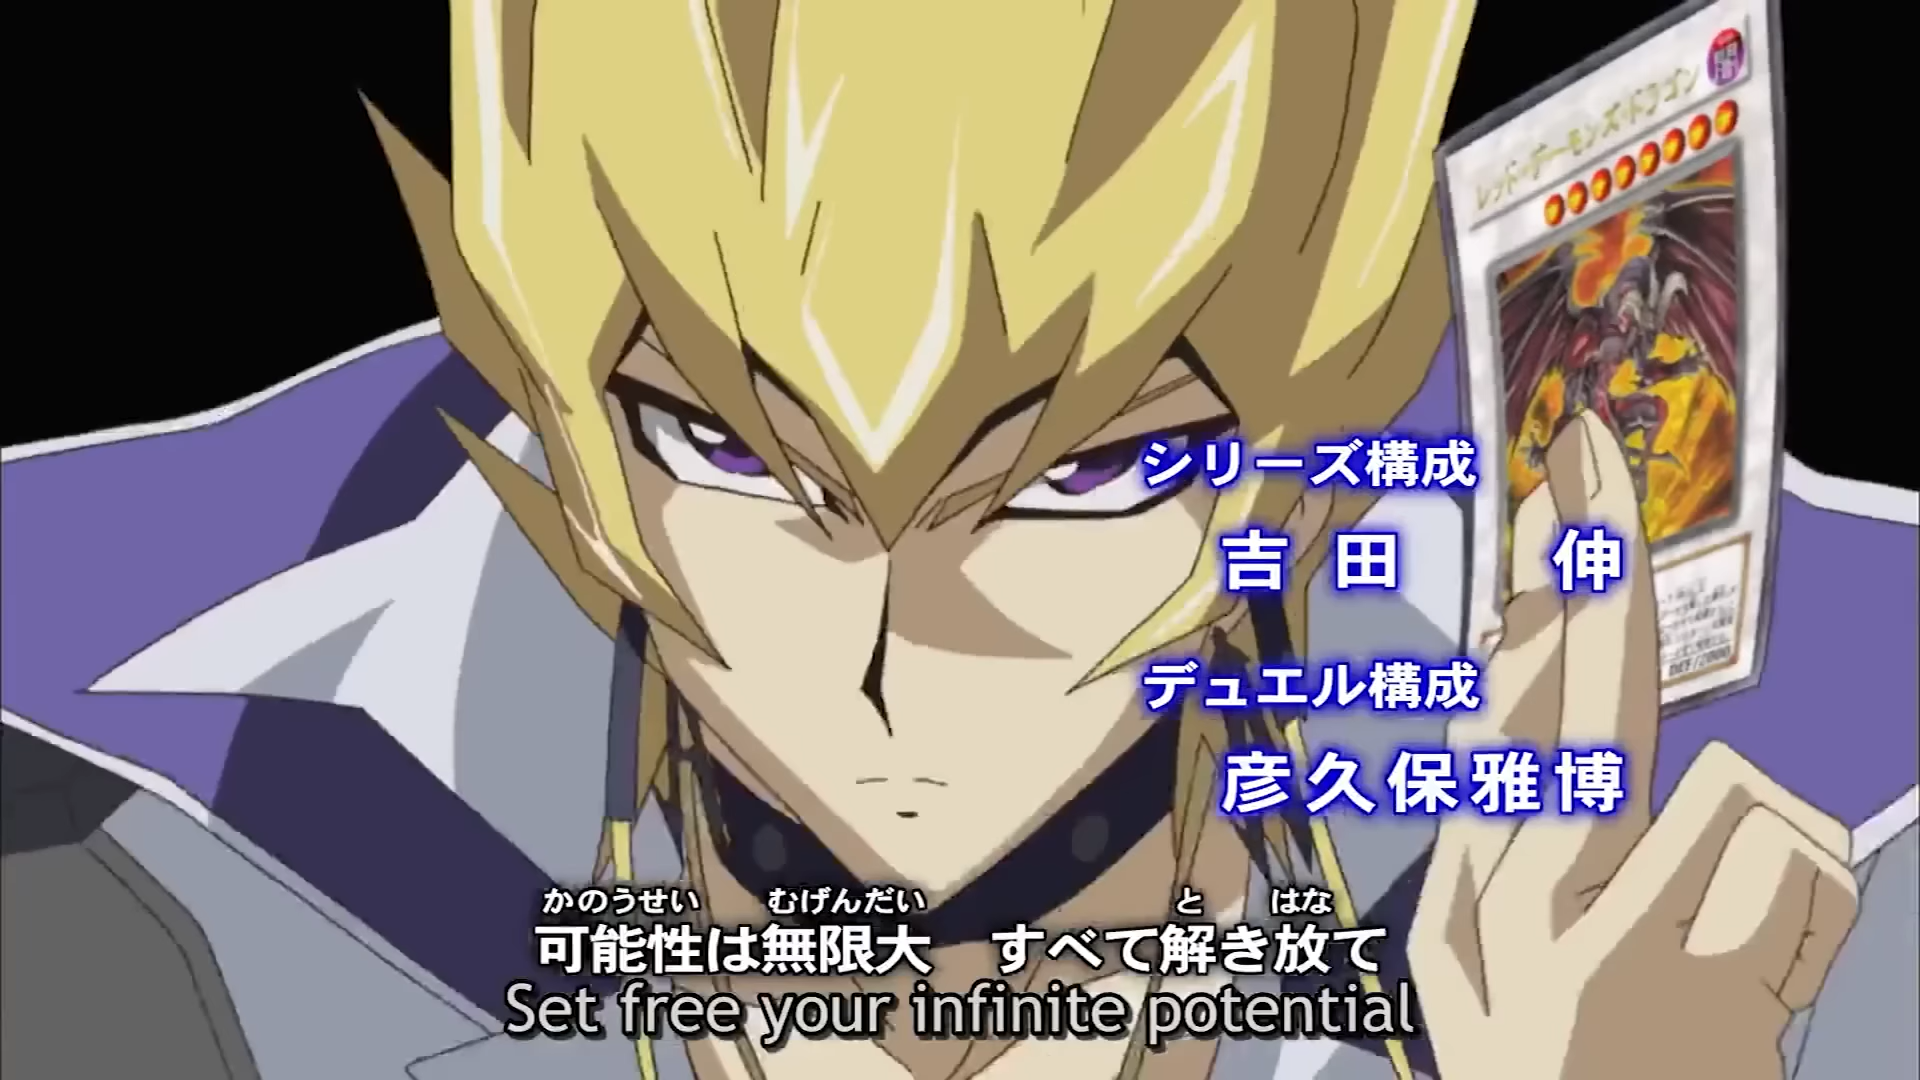 レッド・デーモンズ・ドラゴン
闇
シリーズ構成
吉田 伸
デュエル構成
彦久保雅博
DEF/2000
かのうせい むげんだい と はな
可能性は無限大 すべて解き放て
Set free your infinite potential